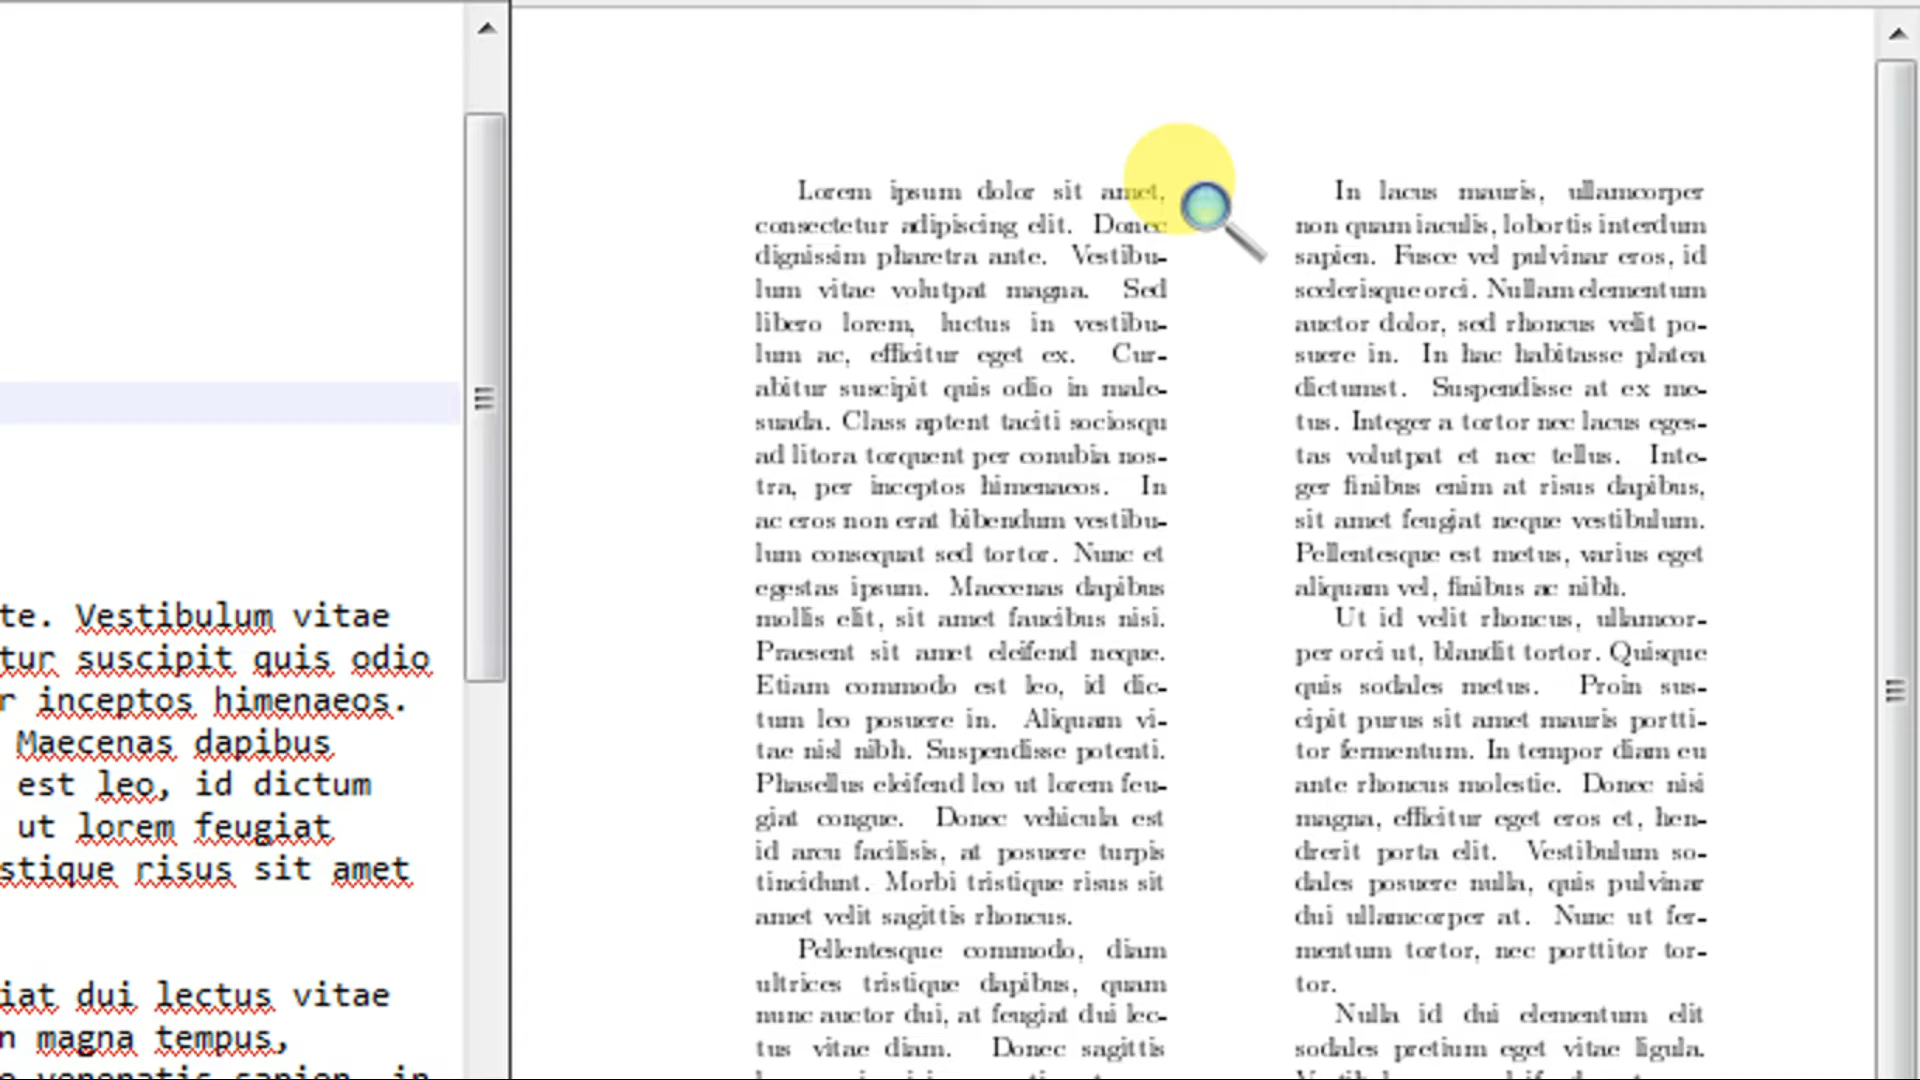 te. Vestibulum vitae
tur suscipit quis odio
r inceptos himenaeos.
Maecenas dapibus
est leo, id dictum
ut lorem feugiat
stique risus sit amet
iat dui lectus vitae
n magna tempus,
e venenatis sapien, in
Lorem ipsum dolor sit amet,
consectetur adipiscing elit. Donec
dignissim pharetra ante. Vestibu-
lum vitae volutpat magna. Sed
libero lorem, luctus in vestibu-
lum ac, efficitur eget ex. Cur-
abitur suscipit quis odio in male-
suada. Class aptent taciti sociosqu
ad litora torquent per conubia nos-
tra, per inceptos himenaeos. In
ac eros non erat bibendum vestibu-
lum consequat sed tortor. Nunc et
egestas ipsum. Maecenas dapibus
mollis elit, sit amet faucibus nisi.
Praesent sit amet eleifend neque.
Etiam commodo est leo, id dic-
tum leo posuere in. Aliquam vi-
tae nisl nibh. Suspendisse potenti.
Phasellus eleifend leo ut lorem feu-
giat congue. Donec vehicula est
id arcu facilisis, at posuere turpis
tincidunt. Morbi tristique risus sit
amet velit sagittis rhoncus.
Pellentesque commodo, diam
ultrices tristique dapibus, quam
nunc auctor dui, at feugiat dui lec-
tus vitae diam. Donec sagittis
In lacus mauris, ullamcorper
non quam iaculis, lobortis interdum
sapien. Fusce vel pulvinar eros, id
scelerisque orci. Nullam elementum
auctor dolor, sed rhoncus velit po-
suere in. In hac habitasse platea
dictumst. Suspendisse at ex me-
tus. Integer a tortor nec lacus eges-
tas volutpat et nec tellus. Inte-
ger finibus enim at risus dapibus,
sit amet feugiat neque vestibulum.
Pellentesque est metus, varius eget
aliquam vel, finibus ac nibh.
Ut id velit rhoncus, ullamcor-
per orci ut, blandit tortor. Quisque
quis sodales metus. Proin sus-
cipit purus sit amet mauris portti-
tor fermentum. In tempor diam eu
ante rhoncus molestie. Donec nisi
magna, efficitur eget eros et, hen-
drerit porta elit. Vestibulum so-
dales posuere nulla, quis pulvinar
dui ullamcorper at. Nunc ut fer-
mentum tortor, nec porttitor tor-
tor.
Nulla id dui elementum elit
sodales pretium eget vitae ligula.